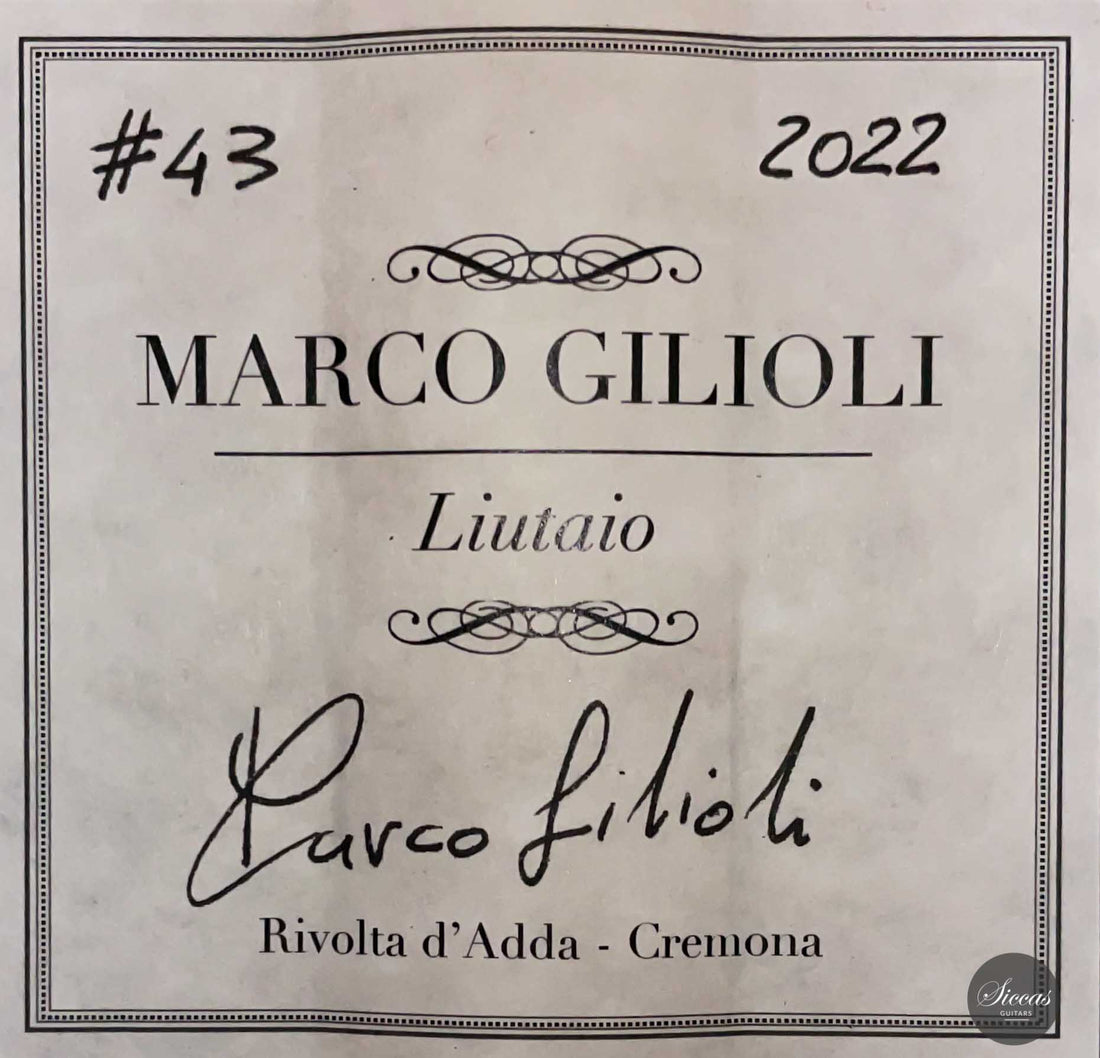 #43 2022
MARCO GILIOLI
Liutaio
Marco Gilioli
Rivolta d'Adda - Cremona
Siccas
GUITARS